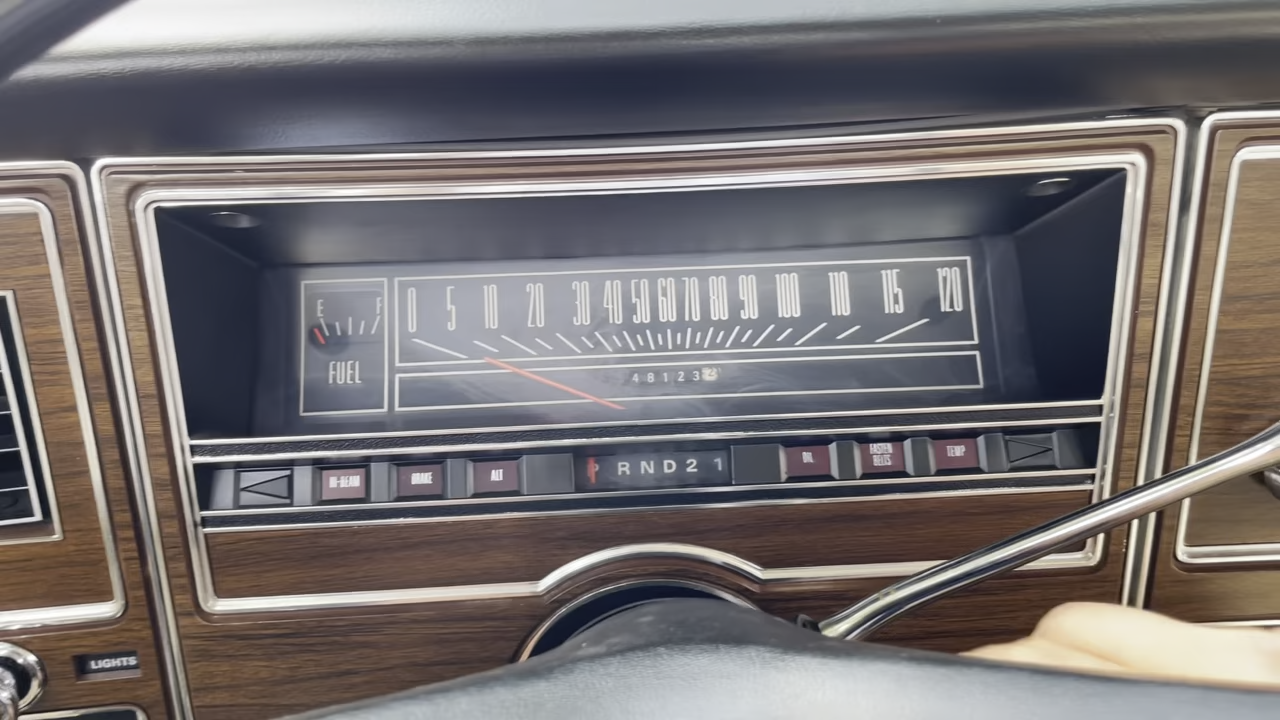 E F
FUEL
0 5 10 20 30 40 50 60 70 80 90 100 110 115 120
48123
HI-BEAM BRAKE ALT P R N D 2 1 OIL FASTEN BELTS TEMP
LIGHTS